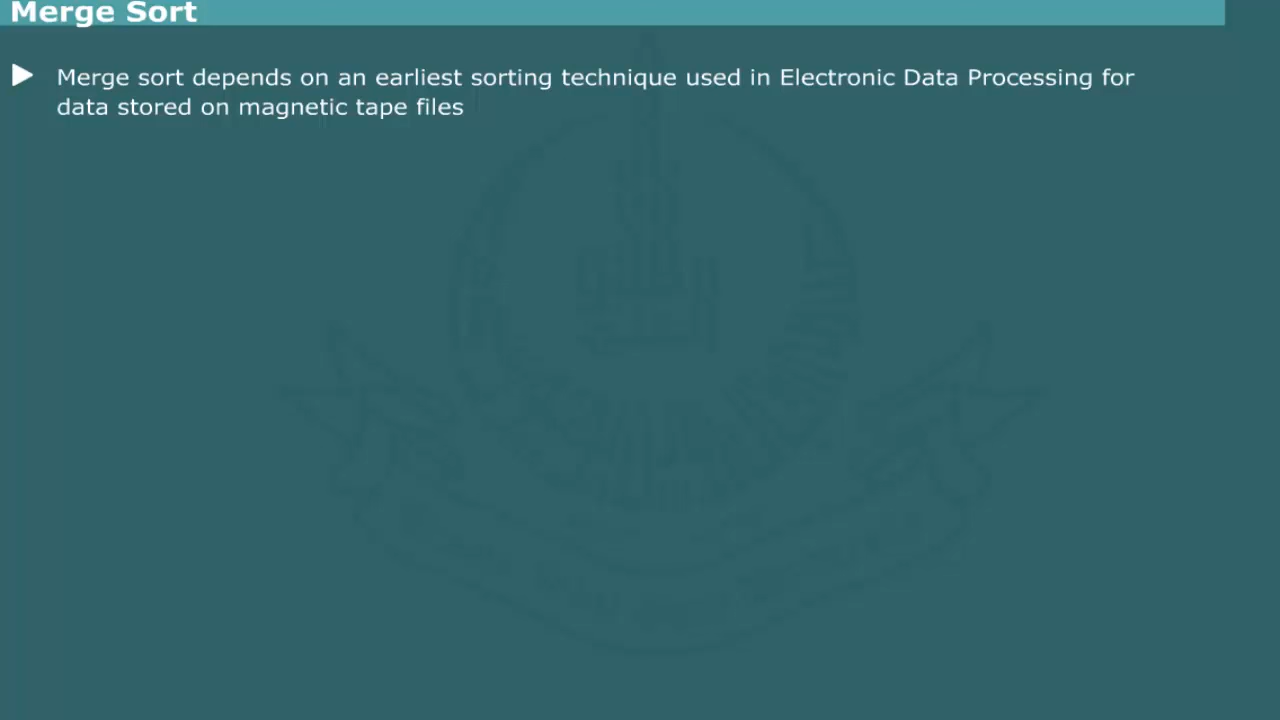 Merge Sort
Merge sort depends on an earliest sorting technique used in Electronic Data Processing for
data stored on magnetic tape files